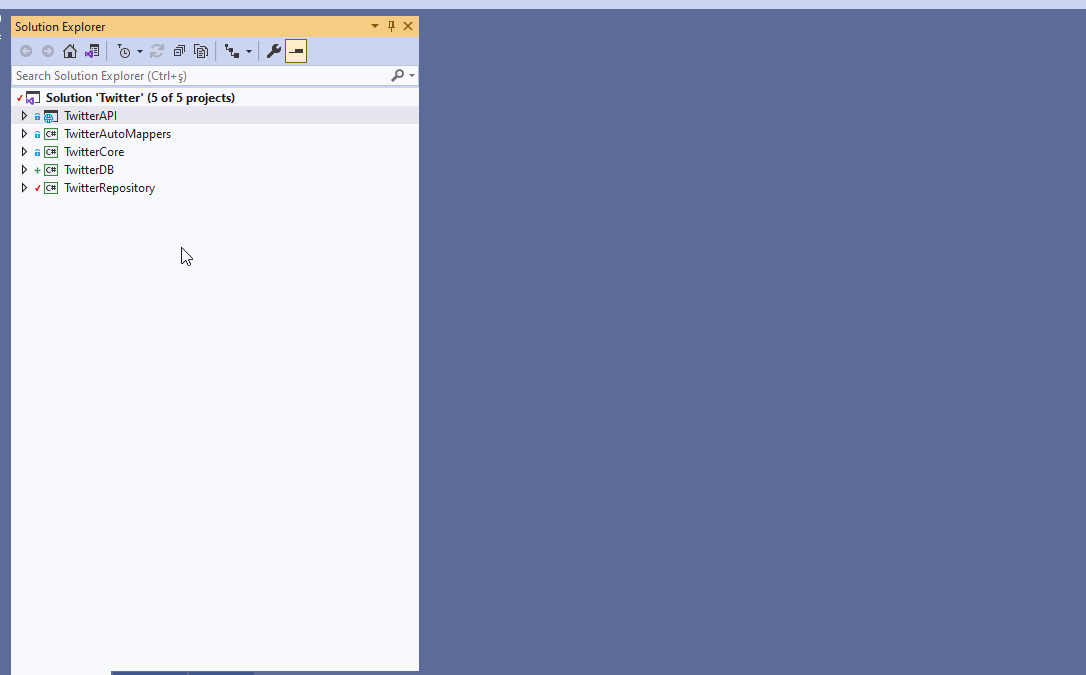 Solution Explorer
Search Solution Explorer (Ctrl+ş)
Solution 'Twitter' (5 of 5 projects)
TwitterAPI
C# TwitterAutoMappers
C# TwitterCore
C# TwitterDB
C# TwitterRepository